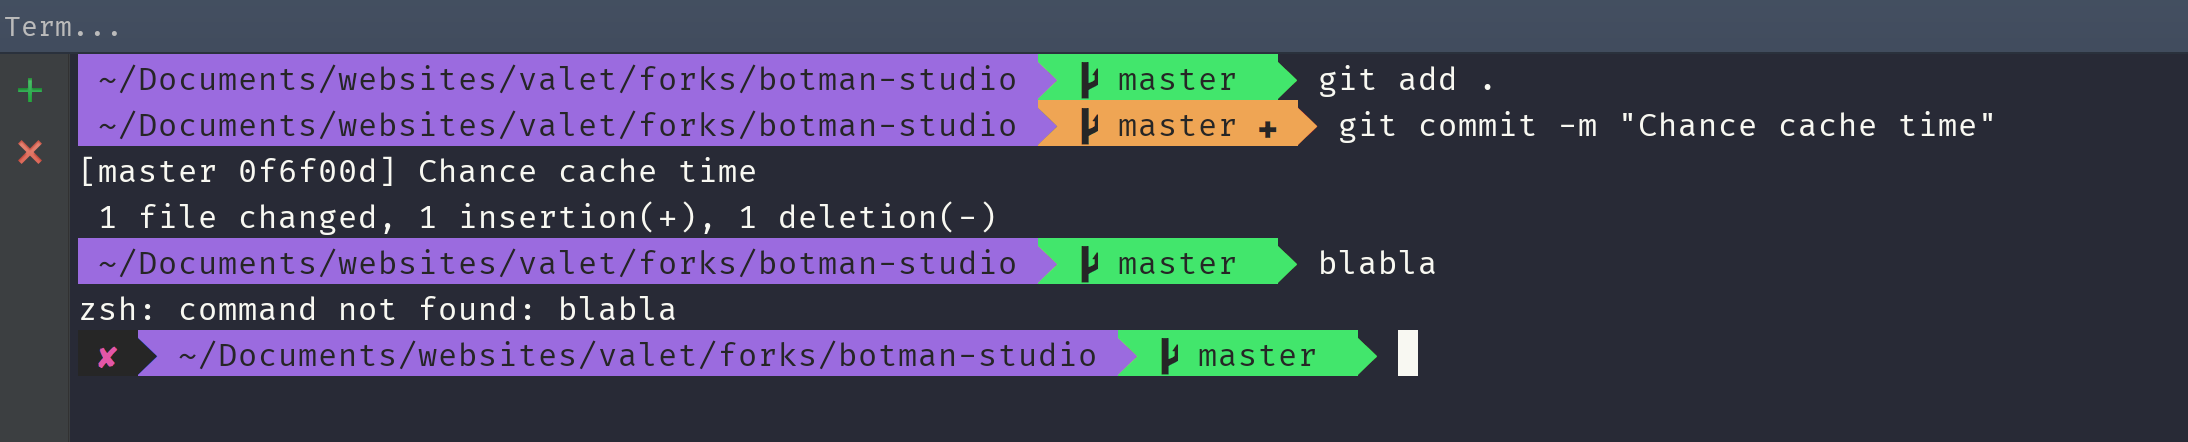 Term...
~/Documents/websites/valet/forks/botman-studio master git add .
~/Documents/websites/valet/forks/botman-studio master ✚ git commit -m "Chance cache time"
[master 0f6f00d] Chance cache time
1 file changed, 1 insertion(+), 1 deletion(-)
~/Documents/websites/valet/forks/botman-studio master blabla
zsh: command not found: blabla
✘ ~/Documents/websites/valet/forks/botman-studio master